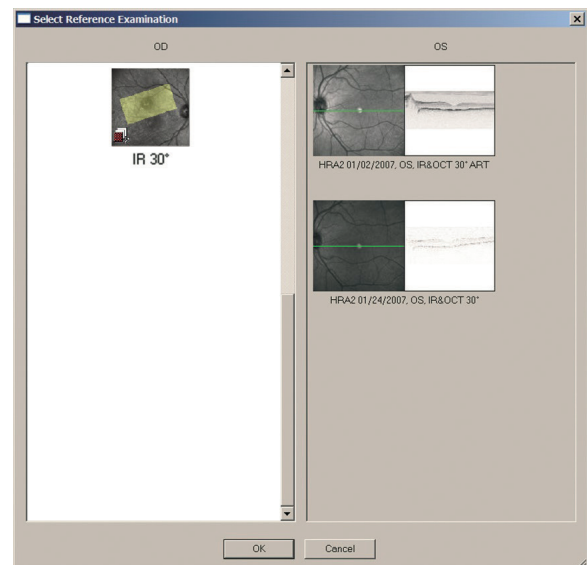 Select Reference Examination
OD
OS
IR 30°
HRA2 01/02/2007, OS, IR&OCT 30° ART
HRA2 01/24/2007, OS, IR&OCT 30°
OK
Cancel